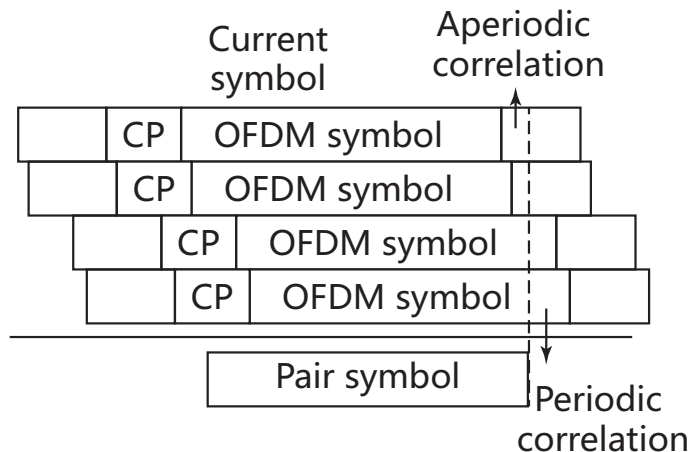 Current
symbol
Aperiodic
correlation
CP OFDM symbol
CP OFDM symbol
CP OFDM symbol
CP OFDM symbol
Pair symbol
Periodic
correlation